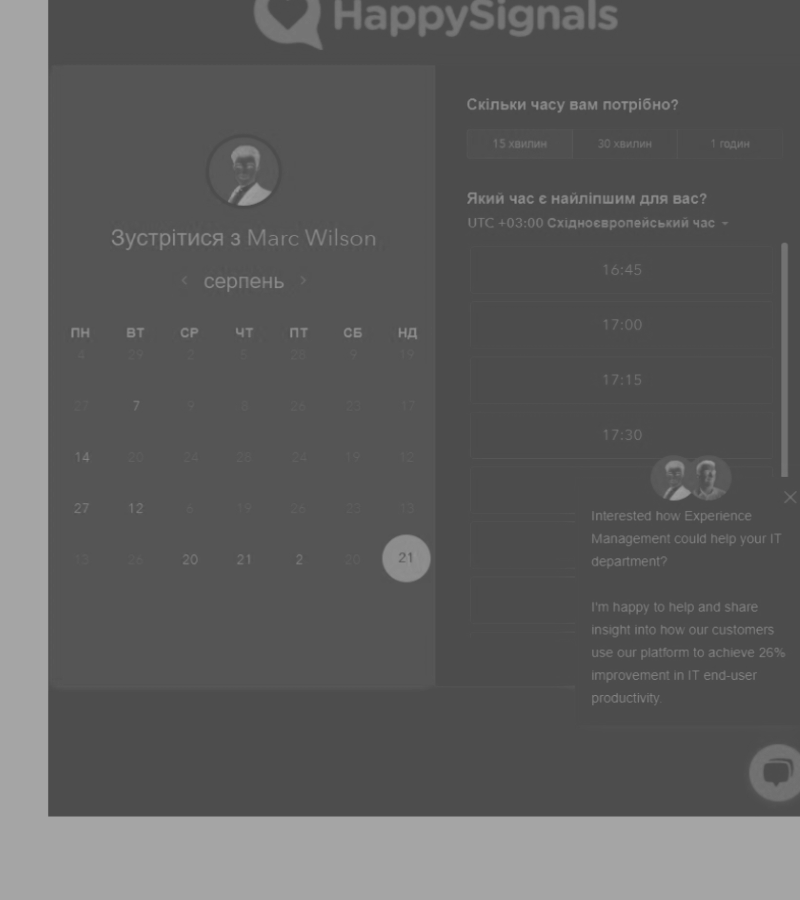 HappySignals
Зустрітися з Marc Wilson
серпень
ПН ВТ СР ЧТ ПТ СБ НД
4 29 2 5 28 9 19
27 7 9 8 26 23 17
14 20 24 28 24 19 12
27 12 6 19 26 23 13
13 26 20 21 2 20 21
Скільки часу вам потрібно?
15 хвилин 30 хвилин 1 годин
Який час є найліпшим для вас?
UTC +03:00 Східноєвропейський час
16:45
17:00
17:15
17:30
Interested how Experience
Management could help your IT
department?
I'm happy to help and share
insight into how our customers
use our platform to achieve 26%
improvement in IT end-user
productivity.